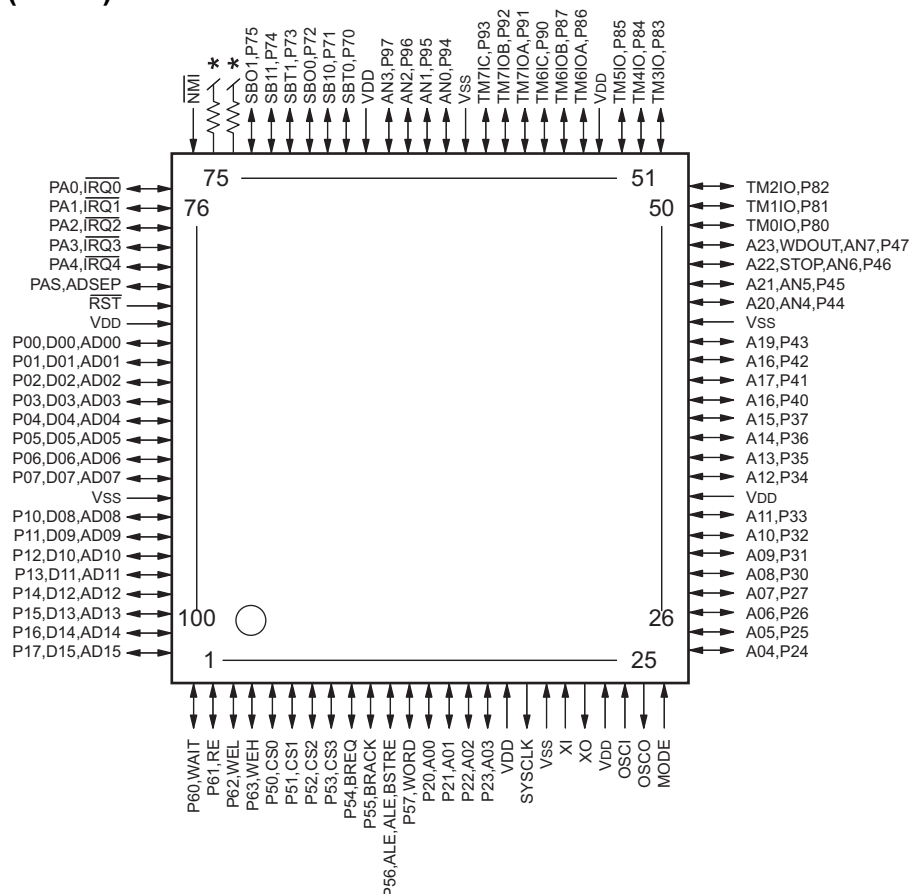 NMI
*
*
SBO1,P75
SB11,P74
SBT1,P73
SBO0,P72
SB10,P71
SBT0,P70
VDD
AN3,P97
AN2,P96
AN1,P95
AN0,P94
VSS
TM7IC,P93
TM7IOB,P92
TM7IOA,P91
TM6IC,P90
TM6IOB,P87
TM6IOA,P86
VDD
TM5IO,P85
TM4IO,P84
TM3IO,P83
75
51
76
50
PA0,IRQ0
PA1,IRQ1
PA2,IRQ2
PA3,IRQ3
PA4,IRQ4
PAS,ADSEP
RST
VDD
P00,D00,AD00
P01,D01,AD01
P02,D02,AD02
P03,D03,AD03
P04,D04,AD04
P05,D05,AD05
P06,D06,AD06
P07,D07,AD07
VSS
P10,D08,AD08
P11,D09,AD09
P12,D10,AD10
P13,D11,AD11
P14,D12,AD12
P15,D13,AD13
P16,D14,AD14
P17,D15,AD15
TM2IO,P82
TM1IO,P81
TM0IO,P80
A23,WDOUT,AN7,P47
A22,STOP,AN6,P46
A21,AN5,P45
A20,AN4,P44
VSS
A19,P43
A16,P42
A17,P41
A16,P40
A15,P37
A14,P36
A13,P35
A12,P34
VDD
A11,P33
A10,P32
A09,P31
A08,P30
A07,P27
A06,P26
A05,P25
A04,P24
100
26
1
25
P60,WAIT
P61,RE
P62,WEL
P63,WEH
P50,CS0
P51,CS1
P52,CS2
P53,CS3
P54,BREQ
P55,BRACK
P56,ALE,ALE,BSTRE
P57,WORD
P20,A00
P21,A01
P22,A02
P23,A03
VDD
SYSCLK
VSS
XI
XO
VDD
OSCI
OSCO
MODE